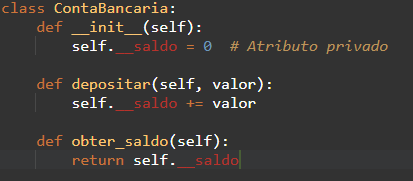 class ContaBancaria:
    def __init__(self):
        self.__saldo = 0  # Atributo privado

    def depositar(self, valor):
        self.__saldo += valor

    def obter_saldo(self):
        return self.__saldo